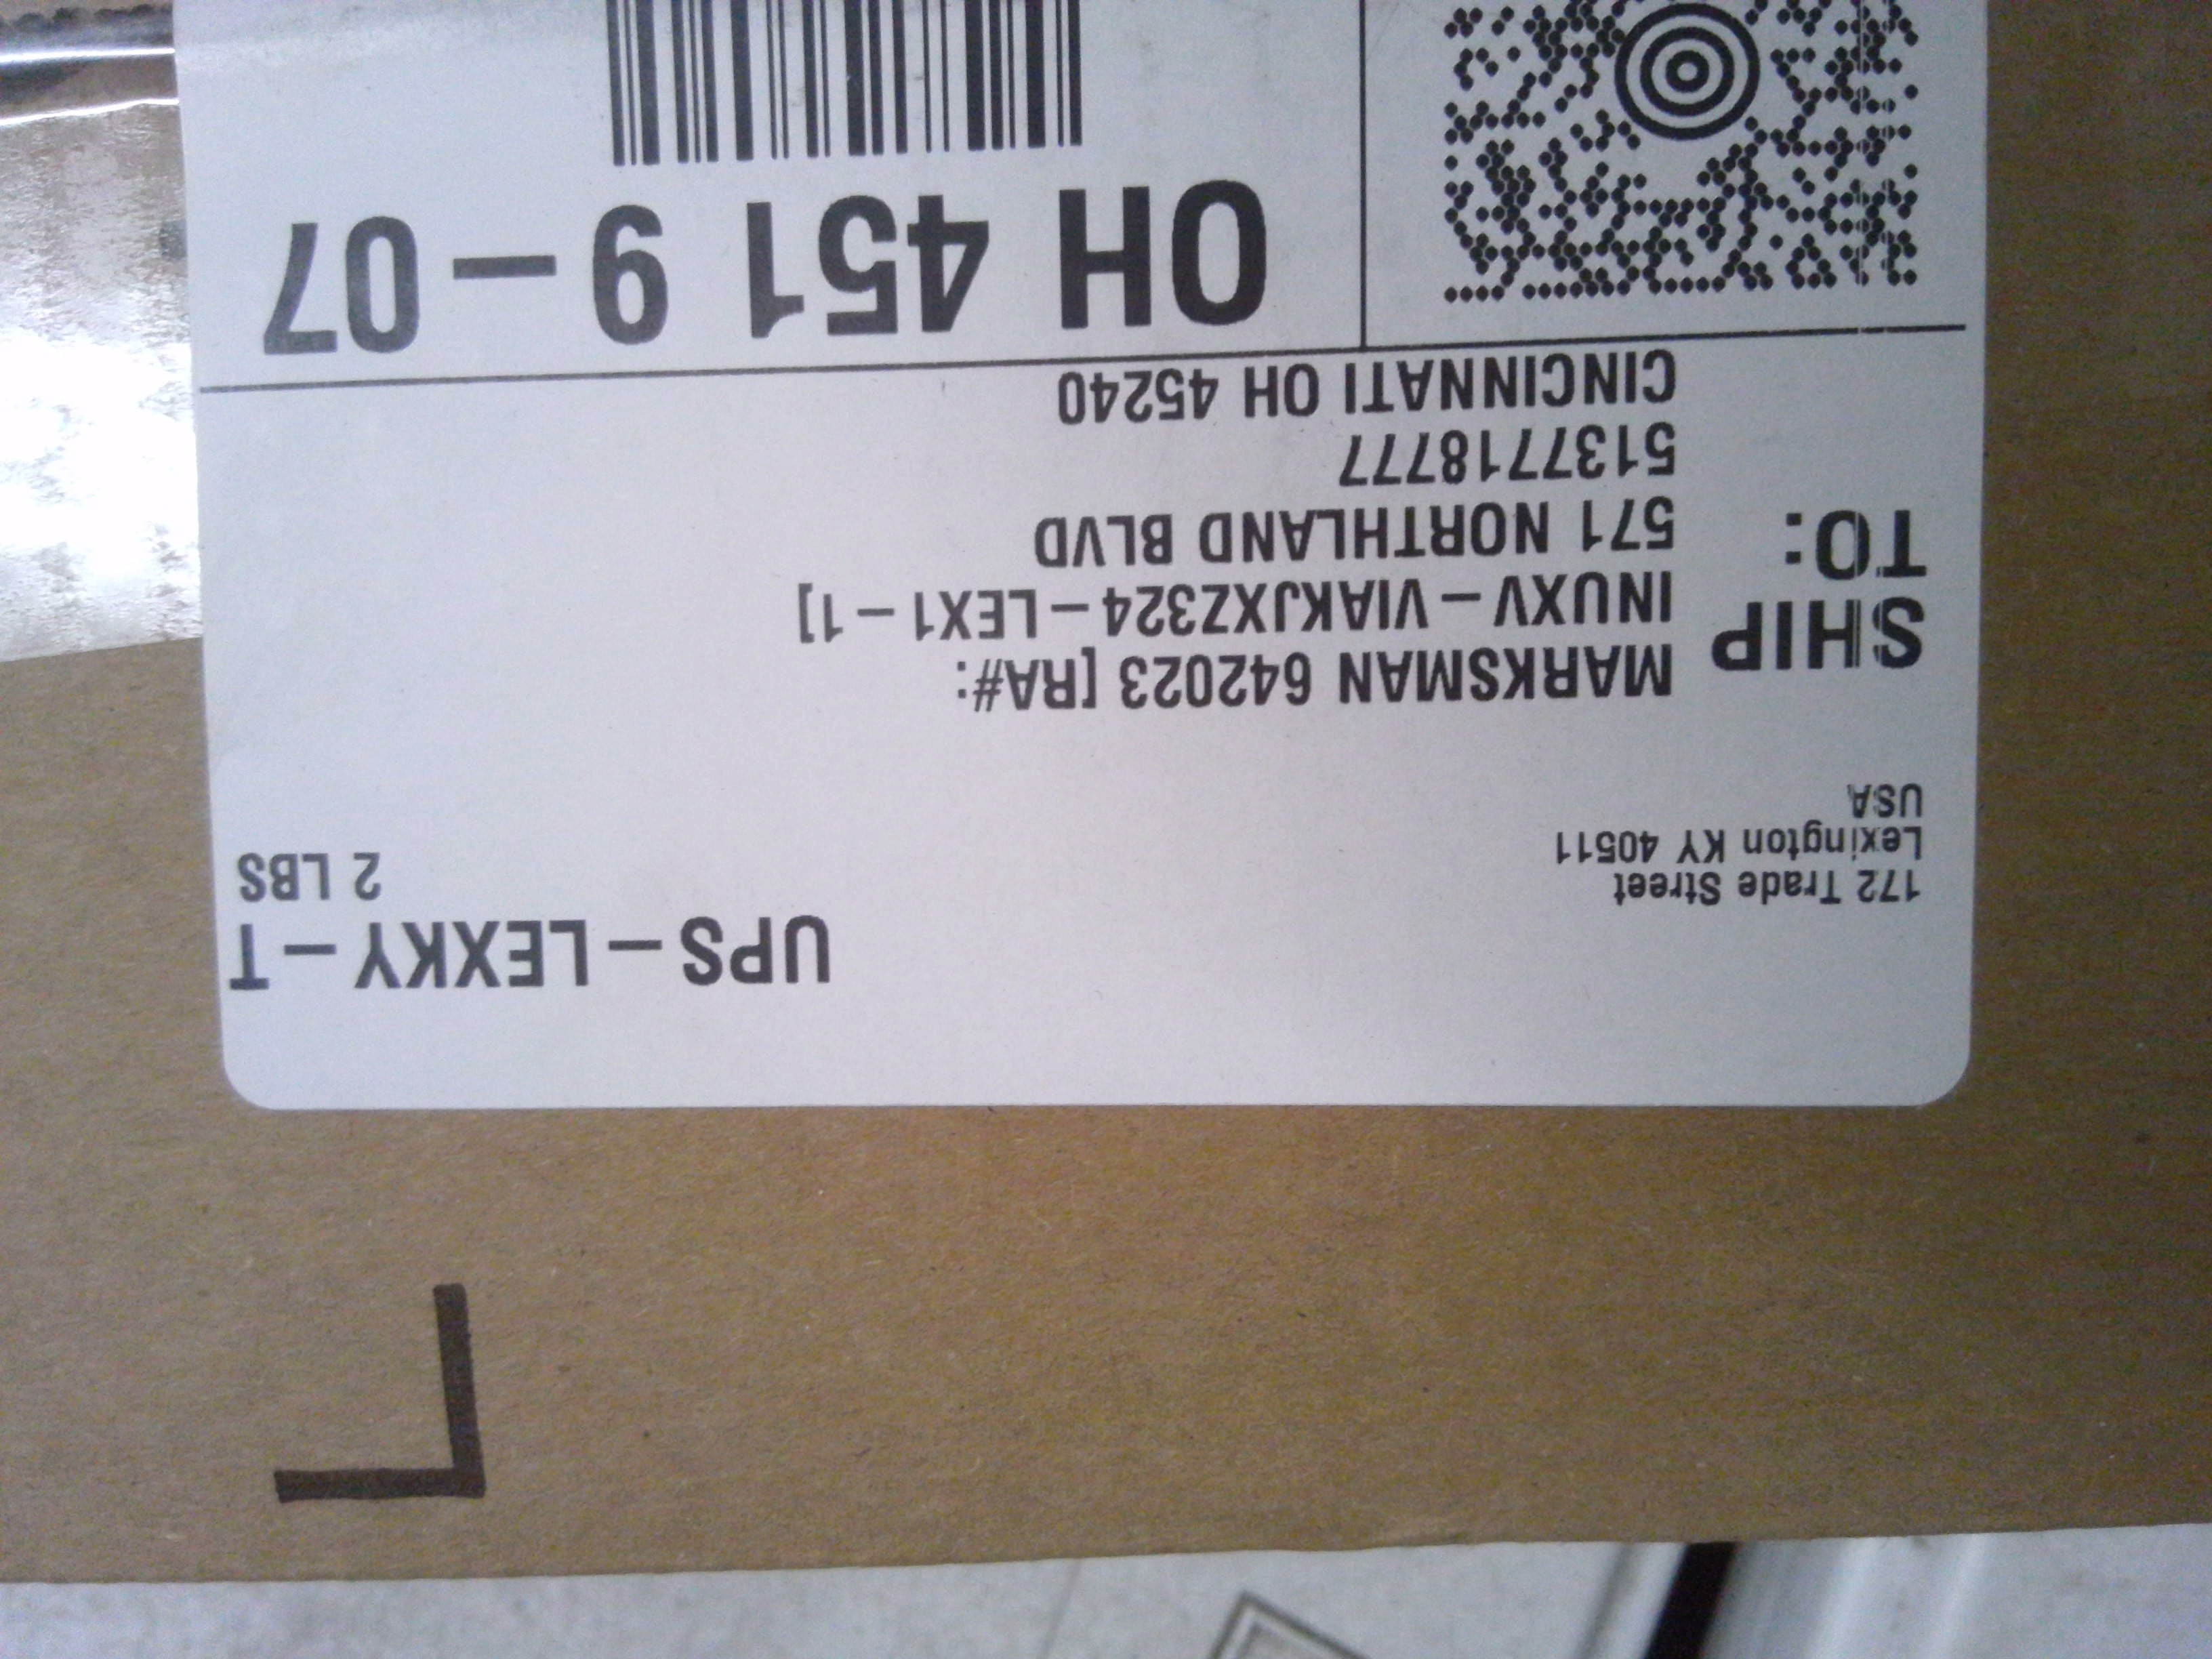 UPS-LEXKY-T
2 LBS
172 Trade Street
Lexington KY 40511
USA
SHIP
TO:
MARKSMAN 642023 [RA#:
INUXV-VIAKJXZ324-LEX1-1]
571 NORTHLAND BLVD
5137718777
CINCINNATI OH 45240
OH 451 9-07